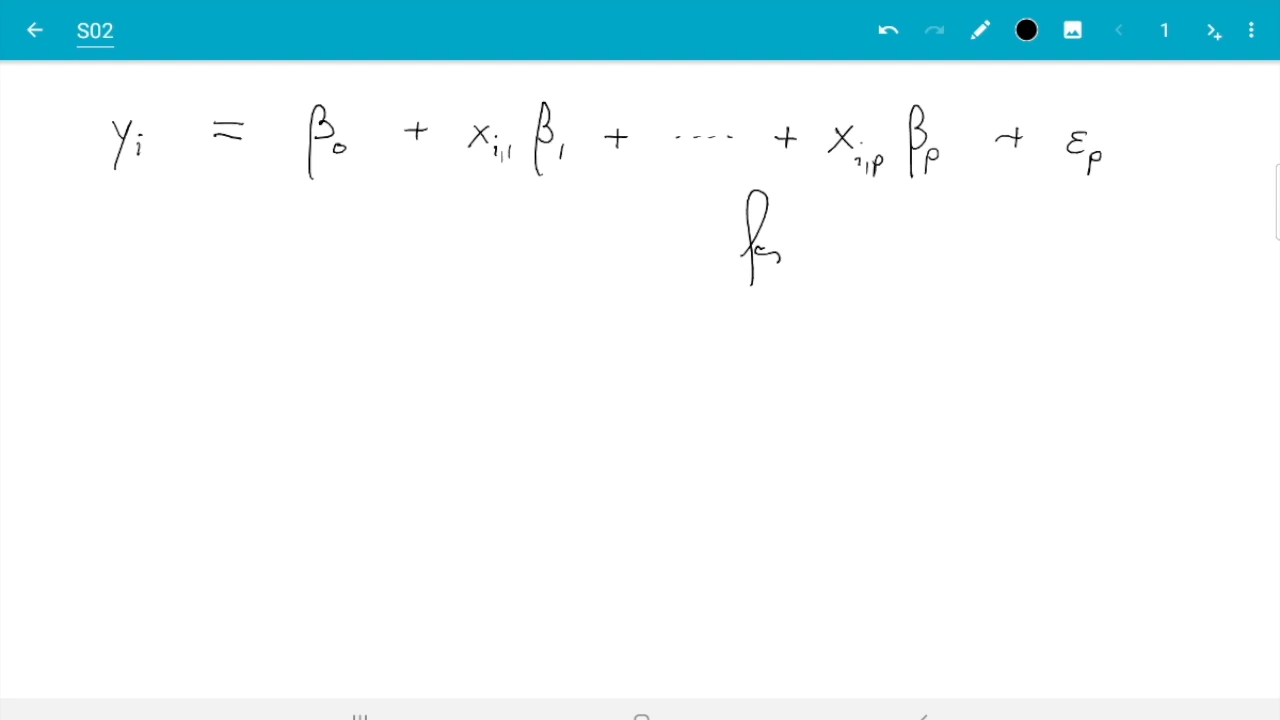 S02 1
y_i = β_0 + x_{i,1} β_1 + ..... + x_{i,p} β_p + ε_p